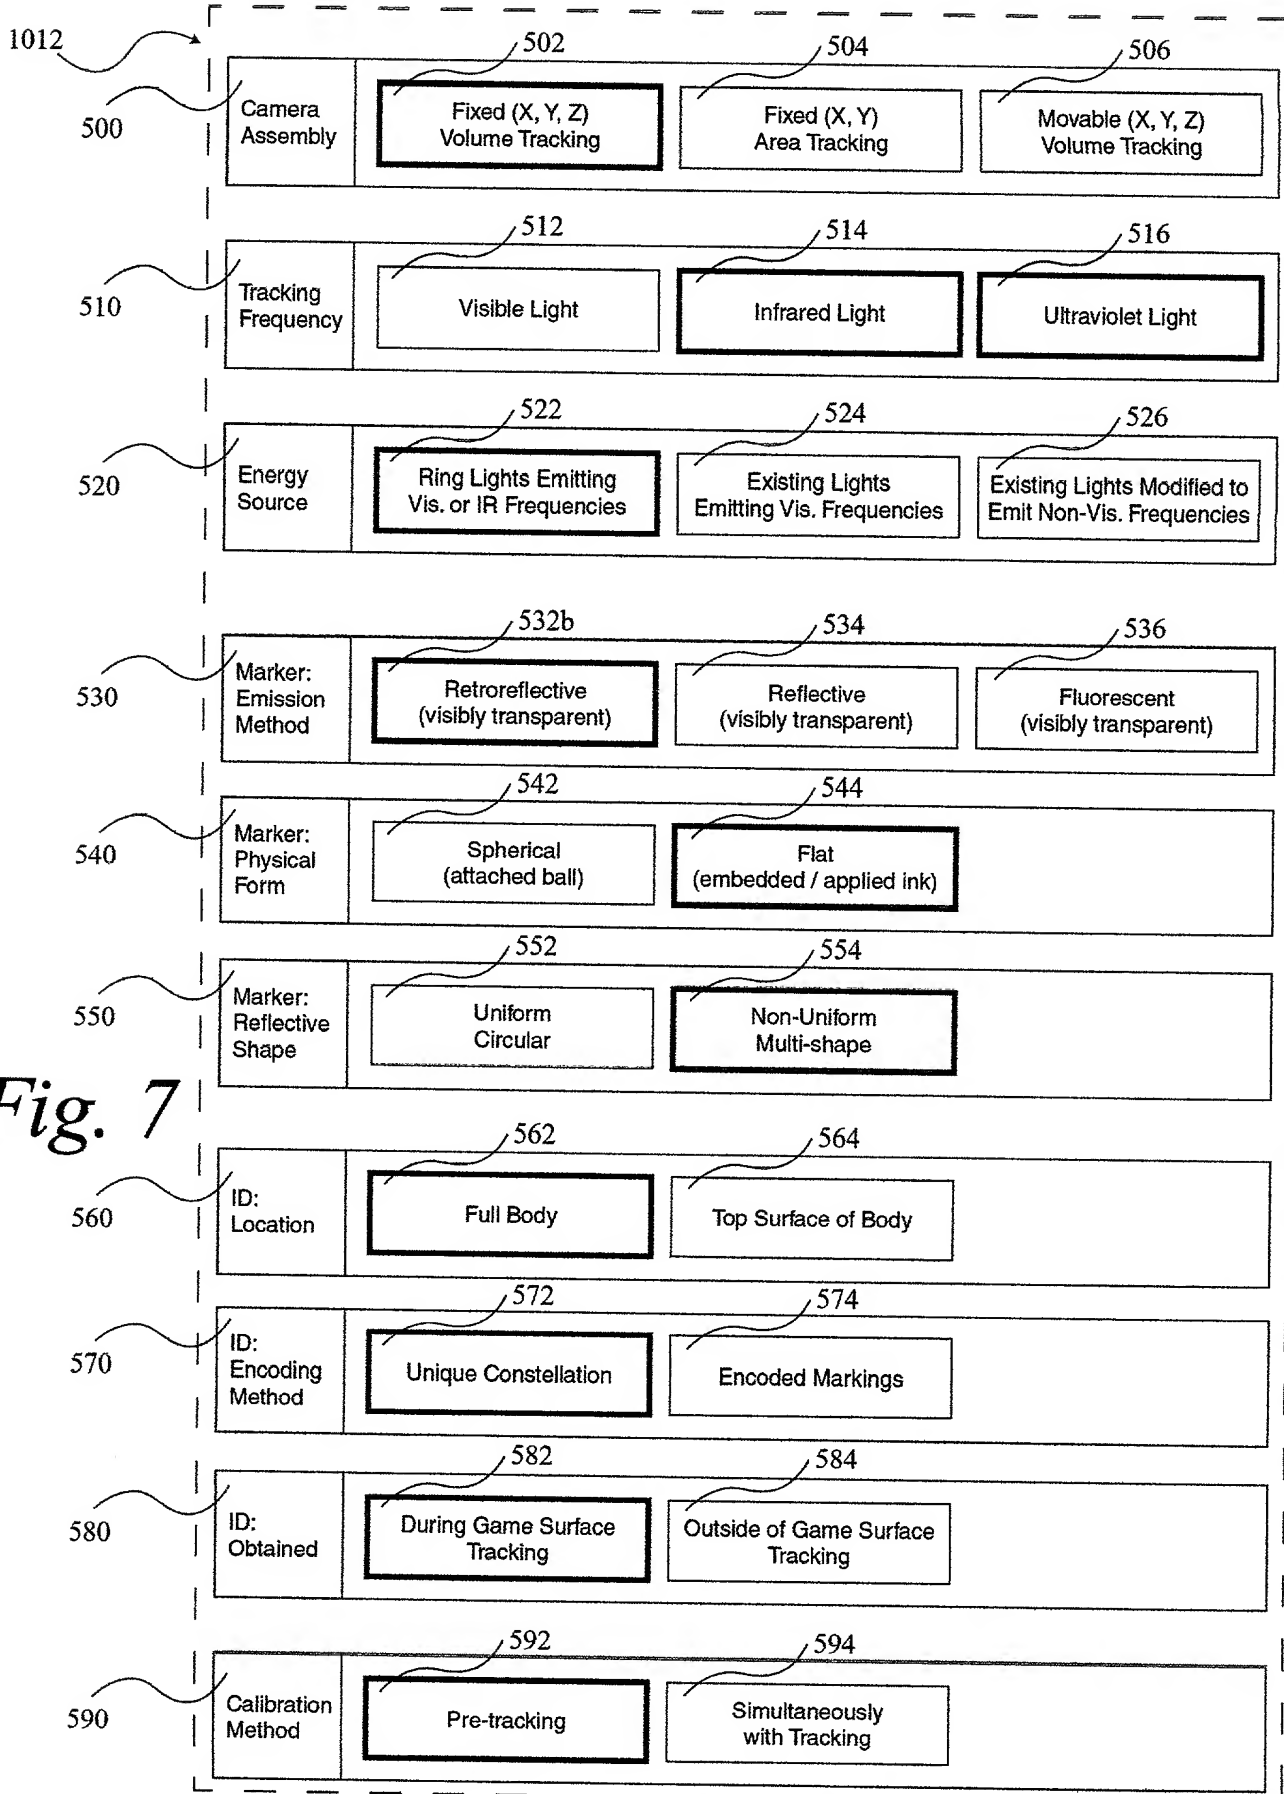 1012
500
Camera
Assembly
502
Fixed (X, Y, Z)
Volume Tracking
504
Fixed (X, Y)
Area Tracking
506
Movable (X, Y, Z)
Volume Tracking
510
Tracking
Frequency
512
Visible Light
514
Infrared Light
516
Ultraviolet Light
520
Energy
Source
522
Ring Lights Emitting
Vis. or IR Frequencies
524
Existing Lights
Emitting Vis. Frequencies
526
Existing Lights Modified to
Emit Non-Vis. Frequencies
530
Marker:
Emission
Method
532b
Retroreflective
(visibly transparent)
534
Reflective
(visibly transparent)
536
Fluorescent
(visibly transparent)
540
Marker:
Physical
Form
542
Spherical
(attached ball)
544
Flat
(embedded / applied ink)
550
Marker:
Reflective
Shape
552
Uniform
Circular
554
Non-Uniform
Multi-shape
Fig. 7
560
ID:
Location
562
Full Body
564
Top Surface of Body
570
ID:
Encoding
Method
572
Unique Constellation
574
Encoded Markings
580
ID:
Obtained
582
During Game Surface
Tracking
584
Outside of Game Surface
Tracking
590
Calibration
Method
592
Pre-tracking
594
Simultaneously
with Tracking